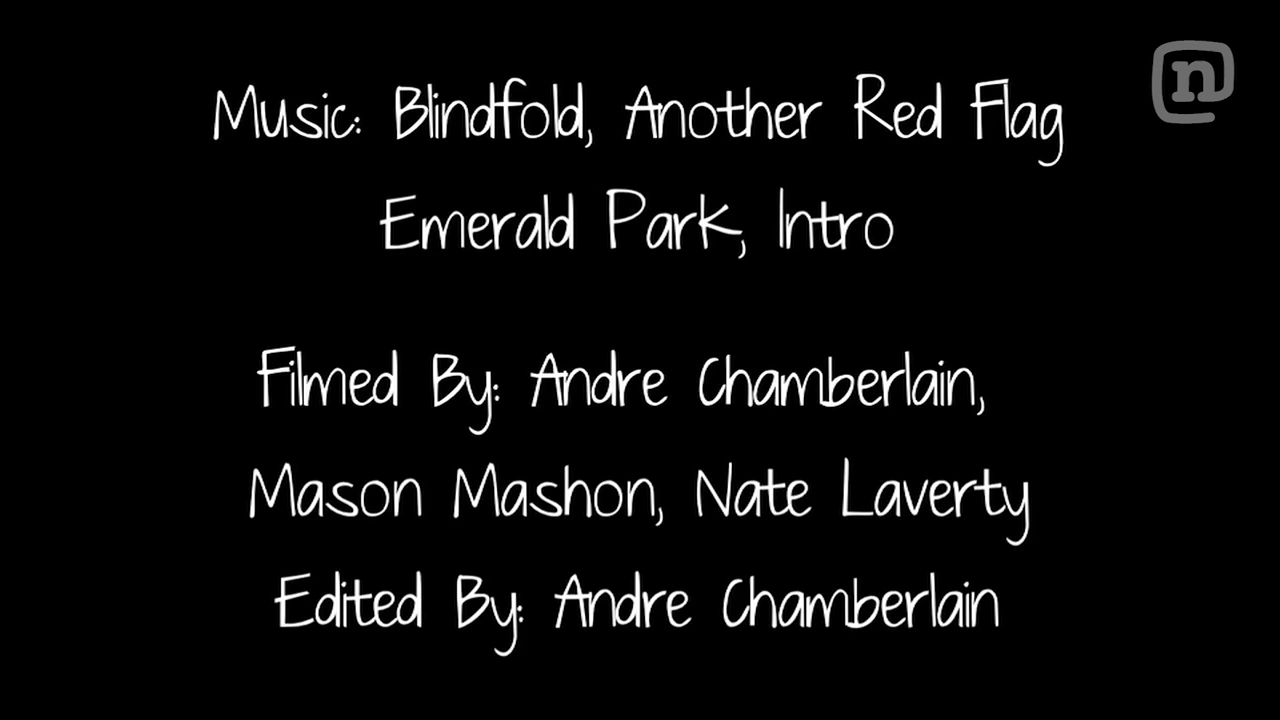 n
Music: Blindfold, Another Red Flag
Emerald Park, Intro
Filmed By: Andre Chamberlain,
Mason Mashon, Nate Laverty
Edited By: Andre Chamberlain